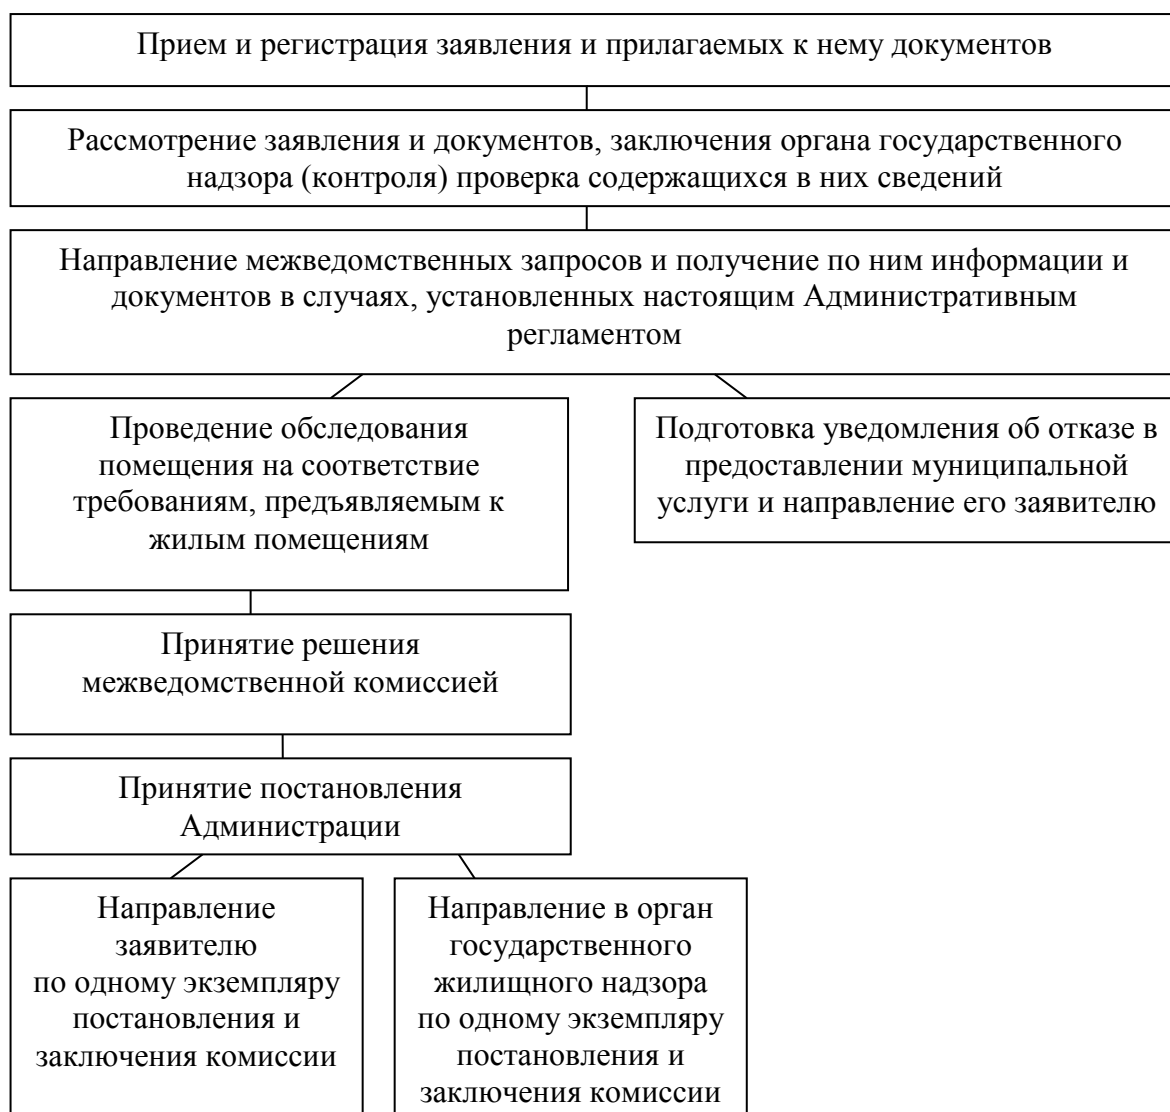 Прием и регистрация заявления и прилагаемых к нему документов
Рассмотрение заявления и документов, заключения органа государственного
надзора (контроля) проверка содержащихся в них сведений
Направление межведомственных запросов и получение по ним информации и
документов в случаях, установленных настоящим Административным
регламентом
Проведение обследования
помещения на соответствие
требованиям, предъявляемым к
жилым помещениям
Подготовка уведомления об отказе в
предоставлении муниципальной
услуги и направление его заявителю
Принятие решения
межведомственной комиссией
Принятие постановления
Администрации
Направление
заявителю
по одному экземпляру
постановления и
заключения комиссии
Направление в орган
государственного
жилищного надзора
по одному экземпляру
постановления и
заключения комиссии